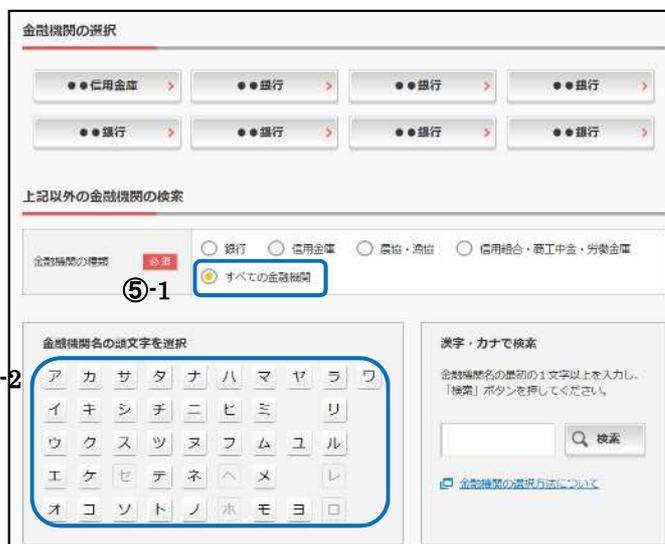 金融機関の選択
●●信用金庫 > ●●銀行 > ●●銀行 > ●●銀行 >
●●銀行 > ●●銀行 > ●●銀行 > ●●銀行 >
上記以外の金融機関の検索
金融機関の種類 必須 銀行 信用金庫 農協・漁協 信用組合・商工中金・労働金庫
すべての金融機関
⑤-1
金融機関名の頭文字を選択
-2
ア カ サ タ ナ ハ マ ヤ ラ ワ
イ キ シ チ ニ ヒ ミ リ
ウ ク ス ツ ヌ フ ム ユ ル
エ ケ セ テ ネ ヘ メ レ
オ コ ソ ト ノ ホ モ ヨ ロ
漢字・カナで検索
金融機関名の最初の1文字以上を入力し、
「検索」ボタンを押してください。
検索
金融機関の選択方法について